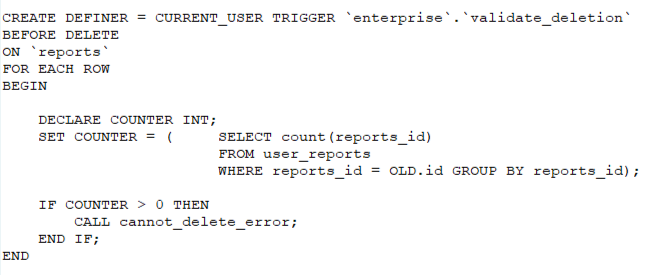 CREATE DEFINER = CURRENT_USER TRIGGER `enterprise`.`validate_deletion`
BEFORE DELETE
ON `reports`
FOR EACH ROW
BEGIN
DECLARE COUNTER INT;
SET COUNTER = ( SELECT count(reports_id)
FROM user_reports
WHERE reports_id = OLD.id GROUP BY reports_id);
IF COUNTER > 0 THEN
CALL cannot_delete_error;
END IF;
END